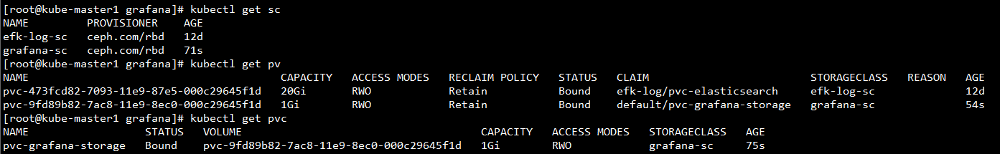 [root@kube-master1 grafana]# kubectl get sc
NAME PROVISIONER AGE
efk-log-sc ceph.com/rbd 12d
grafana-sc ceph.com/rbd 71s
[root@kube-master1 grafana]# kubectl get pv
NAME CAPACITY ACCESS MODES RECLAIM POLICY STATUS CLAIM STORAGECLASS REASON AGE
pvc-473fcd82-7093-11e9-87e5-000c29645f1d 20Gi RWO Retain Bound efk-log/pvc-elasticsearch efk-log-sc 12d
pvc-9fd89b82-7ac8-11e9-8ec0-000c29645f1d 1Gi RWO Retain Bound default/pvc-grafana-storage grafana-sc 54s
[root@kube-master1 grafana]# kubectl get pvc
NAME STATUS VOLUME CAPACITY ACCESS MODES STORAGECLASS AGE
pvc-grafana-storage Bound pvc-9fd89b82-7ac8-11e9-8ec0-000c29645f1d 1Gi RWO grafana-sc 75s